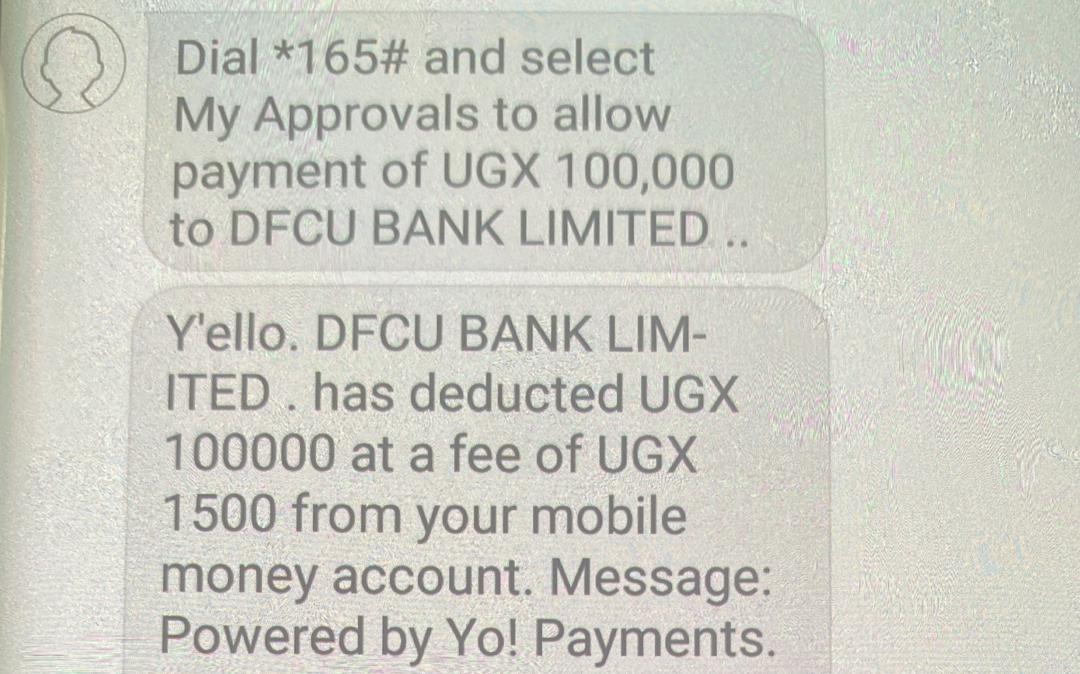 Dial *165# and select
My Approvals to allow
payment of UGX 100,000
to DFCU BANK LIMITED ..
Y'ello. DFCU BANK LIM-
ITED . has deducted UGX
100000 at a fee of UGX
1500 from your mobile
money account. Message:
Powered by Yo! Payments.